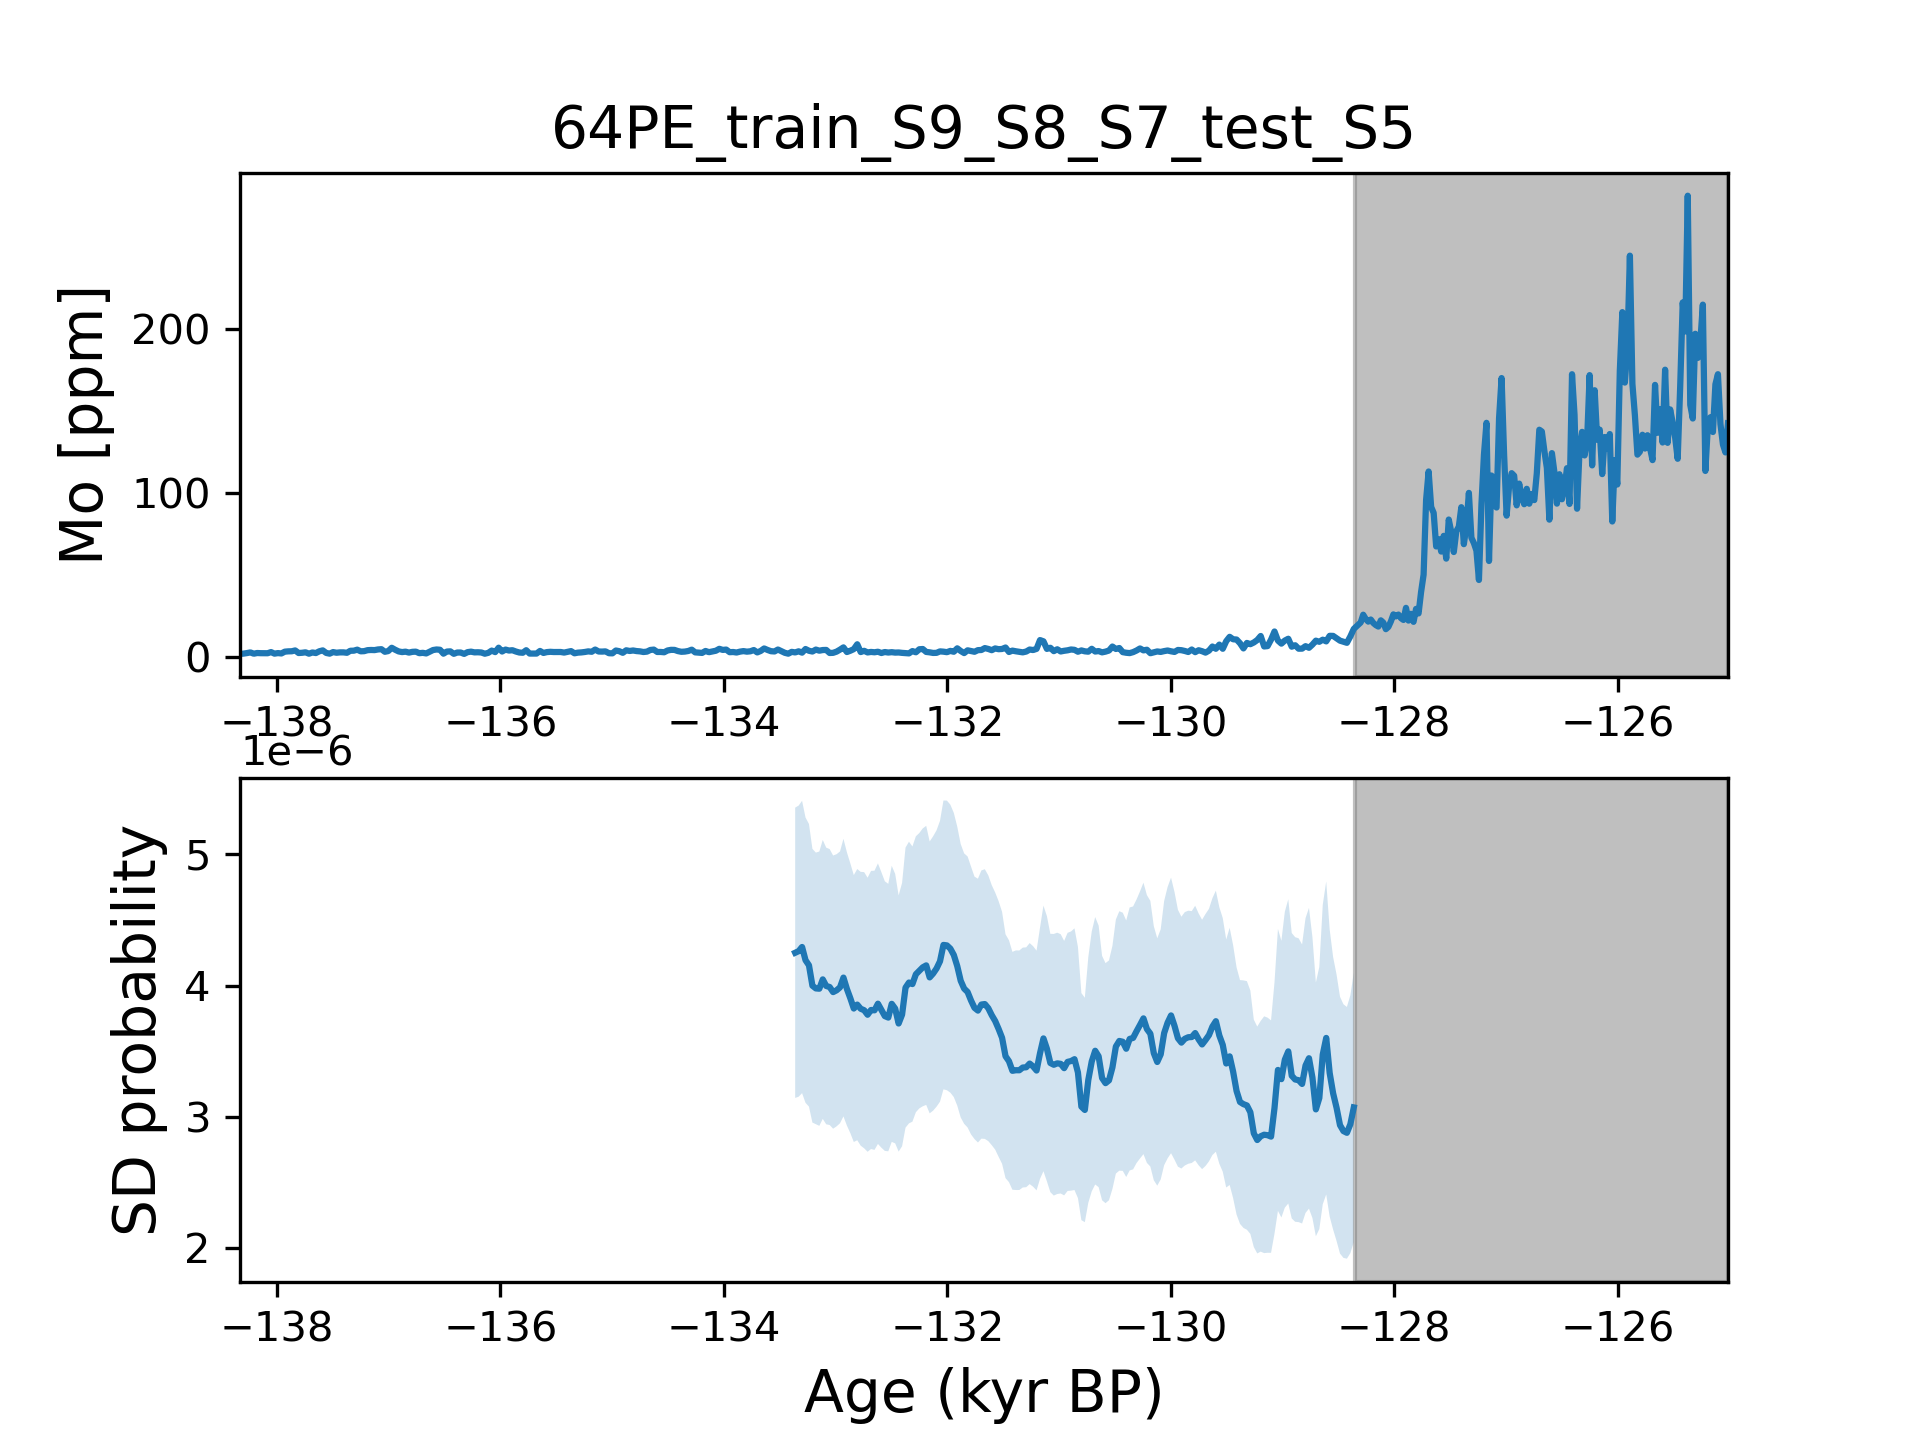 64PE_train_S9_S8_S7_test_S5
Mo [ppm]
200
100
0
−138 −136 −134 −132 −130 −128 −126
1e−6
SD probability
5
4
3
2
−138 −136 −134 −132 −130 −128 −126
Age (kyr BP)